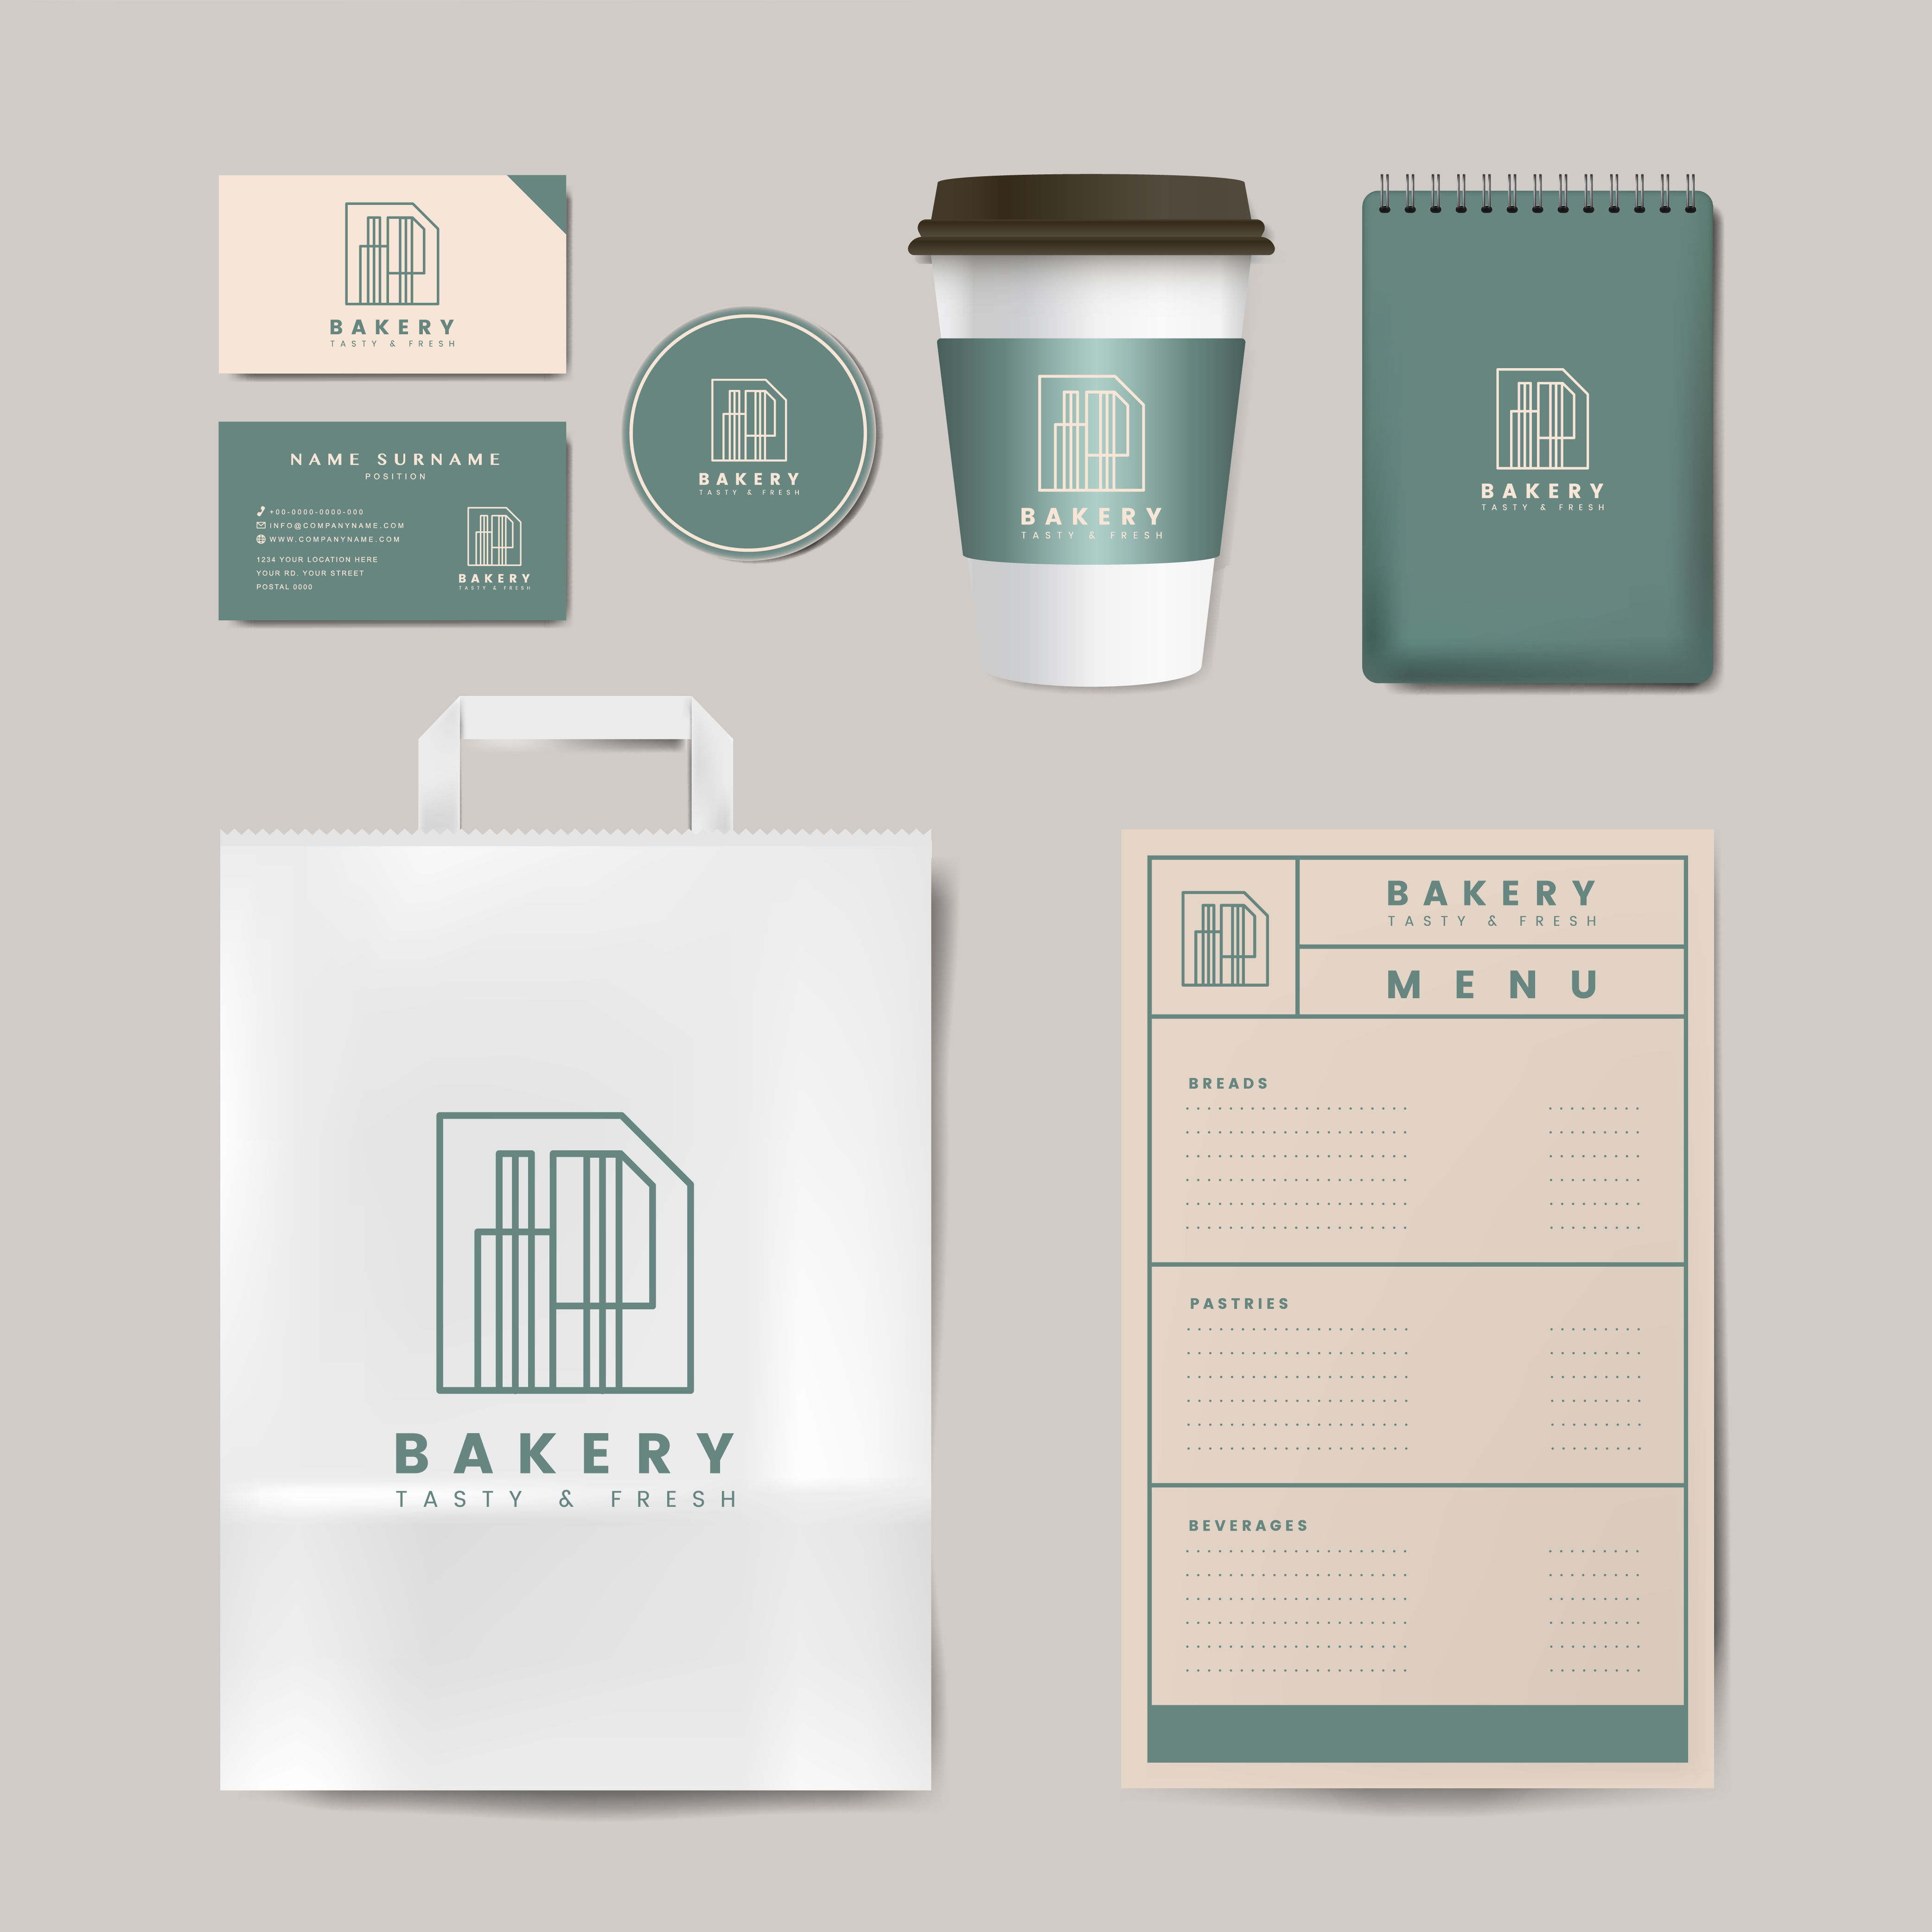 BAKERY
TASTY & FRESH
NAME SURNAME
POSITION
+00-0000-0000-000
INFO@COMPANYNAME.COM
WWW.COMPANYNAME.COM
1234 YOUR LOCATION HERE
YOUR RD. YOUR STREET
POSTAL 0000
BAKERY
TASTY & FRESH
BAKERY
TASTY & FRESH
BAKERY
TASTY & FRESH
BAKERY
TASTY & FRESH
BAKERY
TASTY & FRESH
BAKERY
TASTY & FRESH
MENU
BREADS
PASTRIES
BEVERAGES